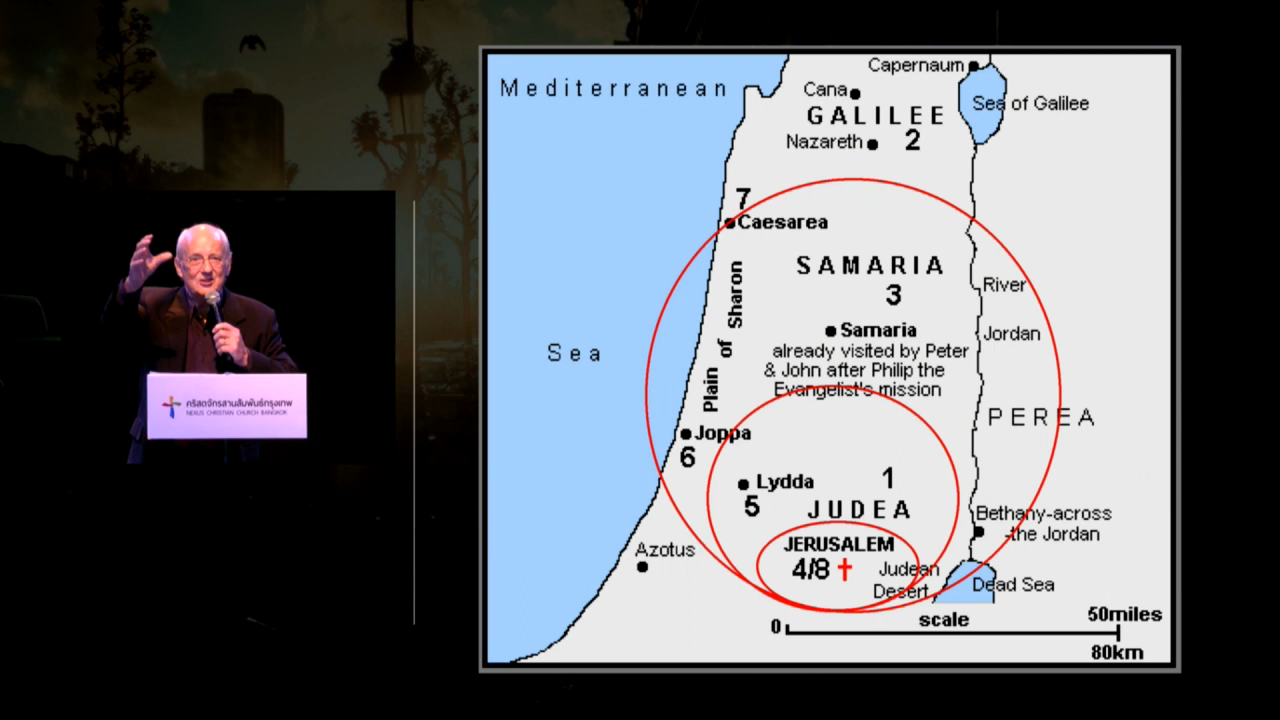 คริสตจักรสานสัมพันธ์กรุงเทพ
NEXUS CHRISTIAN CHURCH BANGKOK
Mediterranean
Capernaum
Cana
Sea of Galilee
GALILEE
Nazareth
2
7
Caesarea
SAMARIA
3
River
Plain of Sharon
Samaria
Jordan
Sea
already visited by Peter
& John after Philip the
Evangelist's mission
PEREA
Joppa
6
Lydda
1
5
JUDEA
Bethany-across
-the Jordan
JERUSALEM
Azotus
4/8
Judean
Desert
Dead Sea
scale
50miles
0
80km